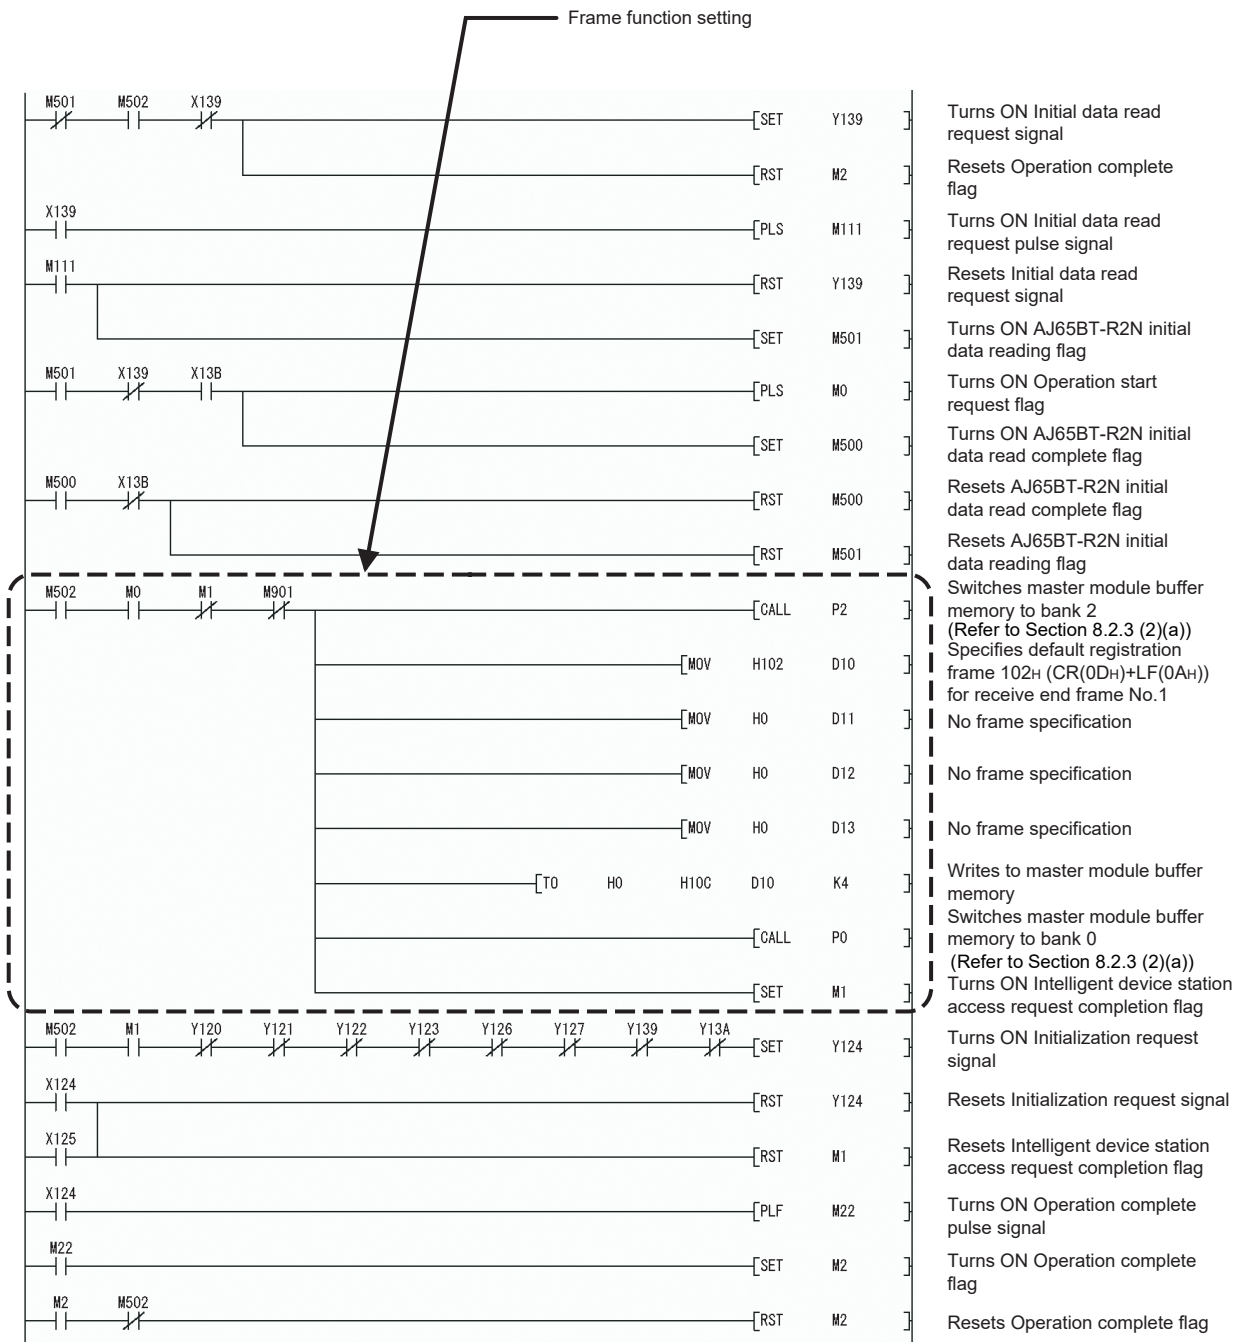 Frame function setting
M501 M502 X139
[SET Y139 ]
Turns ON Initial data read
request signal
[RST M2 ]
Resets Operation complete
flag
X139
[PLS M111 ]
Turns ON Initial data read
request pulse signal
M111
[RST Y139 ]
Resets Initial data read
request signal
[SET M501 ]
Turns ON AJ65BT-R2N initial
data reading flag
M501 X139 X13B
[PLS M0 ]
Turns ON Operation start
request flag
[SET M500 ]
Turns ON AJ65BT-R2N initial
data read complete flag
M500 X13B
[RST M500 ]
Resets AJ65BT-R2N initial
data read complete flag
[RST M501 ]
Resets AJ65BT-R2N initial
data reading flag
M502 M0 M1 M901
[CALL P2 ]
Switches master module buffer
memory to bank 2
(Refer to Section 8.2.3 (2)(a))
[MOV H102 D10 ]
Specifies default registration
frame 102H (CR(0DH)+LF(0AH))
for receive end frame No.1
[MOV H0 D11 ]
No frame specification
[MOV H0 D12 ]
No frame specification
[MOV H0 D13 ]
No frame specification
[TO H0 H10C D10 K4 ]
Writes to master module buffer
memory
[CALL P0 ]
Switches master module buffer
memory to bank 0
(Refer to Section 8.2.3 (2)(a))
[SET M1 ]
Turns ON Intelligent device station
access request completion flag
M502 M1 Y120 Y121 Y122 Y123 Y126 Y127 Y139 Y13A
[SET Y124 ]
Turns ON Initialization request
signal
X124
[RST Y124 ]
Resets Initialization request signal
X125
[RST M1 ]
Resets Intelligent device station
access request completion flag
X124
[PLF M22 ]
Turns ON Operation complete
pulse signal
M22
[SET M2 ]
Turns ON Operation complete
flag
M2 M502
[RST M2 ]
Resets Operation complete flag